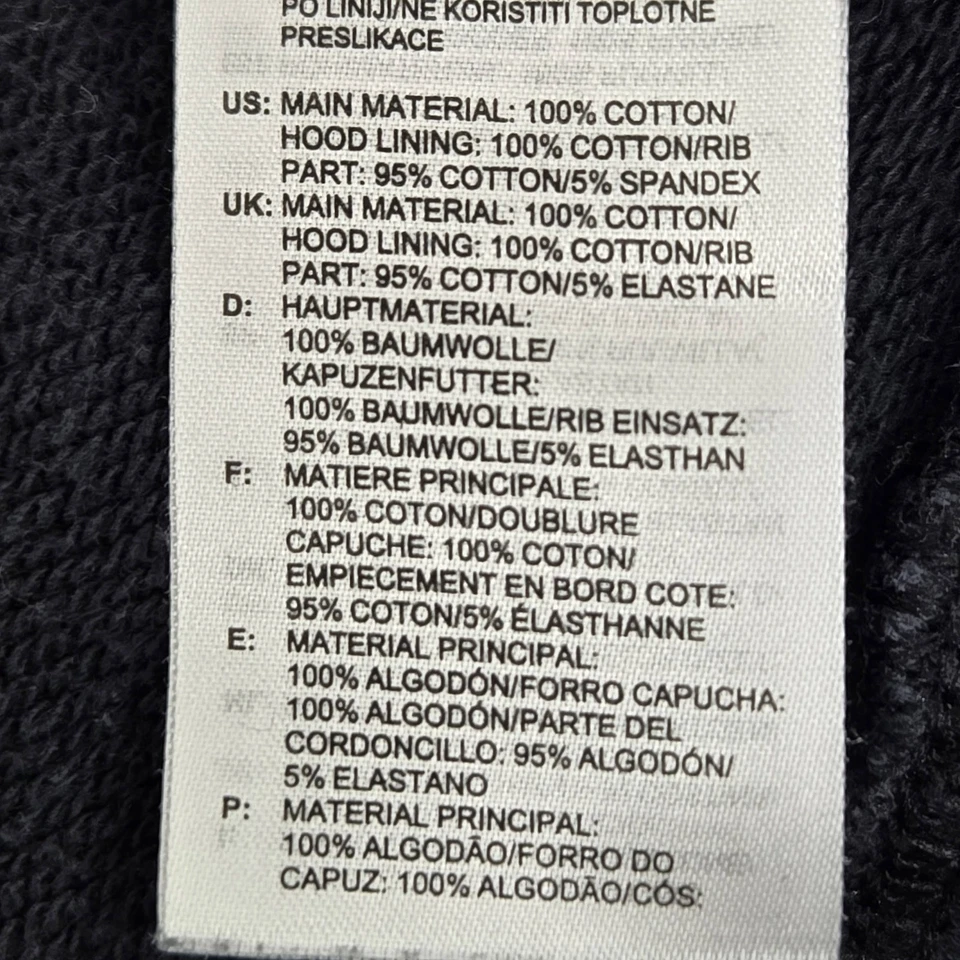 PO LINIJI/NE KORISTITI TOPLOTNE
PRESLIKACE
US: MAIN MATERIAL: 100% COTTON/
HOOD LINING: 100% COTTON/RIB
PART: 95% COTTON/5% SPANDEX
UK: MAIN MATERIAL: 100% COTTON/
HOOD LINING: 100% COTTON/RIB
PART: 95% COTTON/5% ELASTANE
D: HAUPTMATERIAL:
100% BAUMWOLLE/
KAPUZENFUTTER:
100% BAUMWOLLE/RIB EINSATZ:
95% BAUMWOLLE/5% ELASTHAN
F: MATIERE PRINCIPALE:
100% COTON/DOUBLURE
CAPUCHE: 100% COTON/
EMPIECEMENT EN BORD COTE:
95% COTON/5% ÉLASTHANNE
E: MATERIAL PRINCIPAL:
100% ALGODÓN/FORRO CAPUCHA:
100% ALGODÓN/PARTE DEL
CORDONCILLO: 95% ALGODÓN/
5% ELASTANO
P: MATERIAL PRINCIPAL:
100% ALGODÃO/FORRO DO
CAPUZ: 100% ALGODÃO/CÓS: